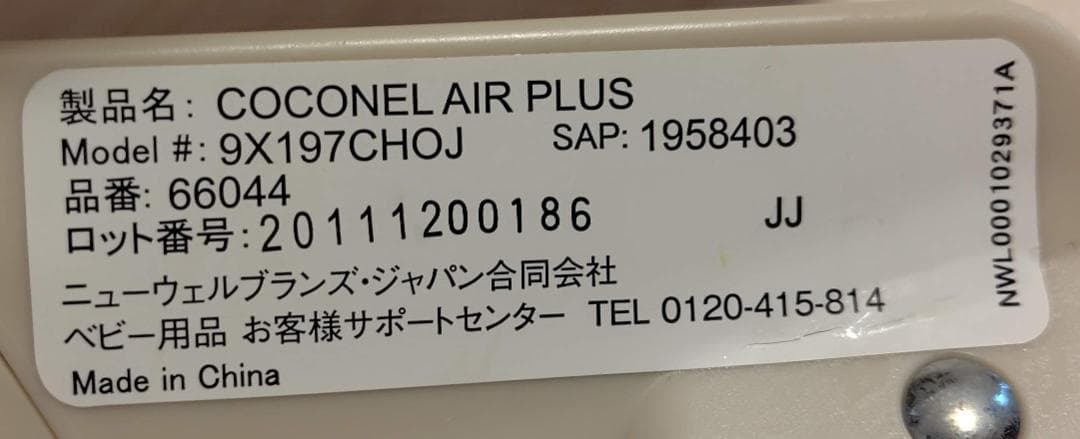 製品名: COCONEL AIR PLUS
Model #: 9X197CHOJ SAP: 1958403
品番: 66044
ロット番号: 20111200186 JJ
ニューウェルブランズ・ジャパン合同会社
ベビー用品 お客様サポートセンター TEL 0120-415-814
Made in China
NWL0001029371A